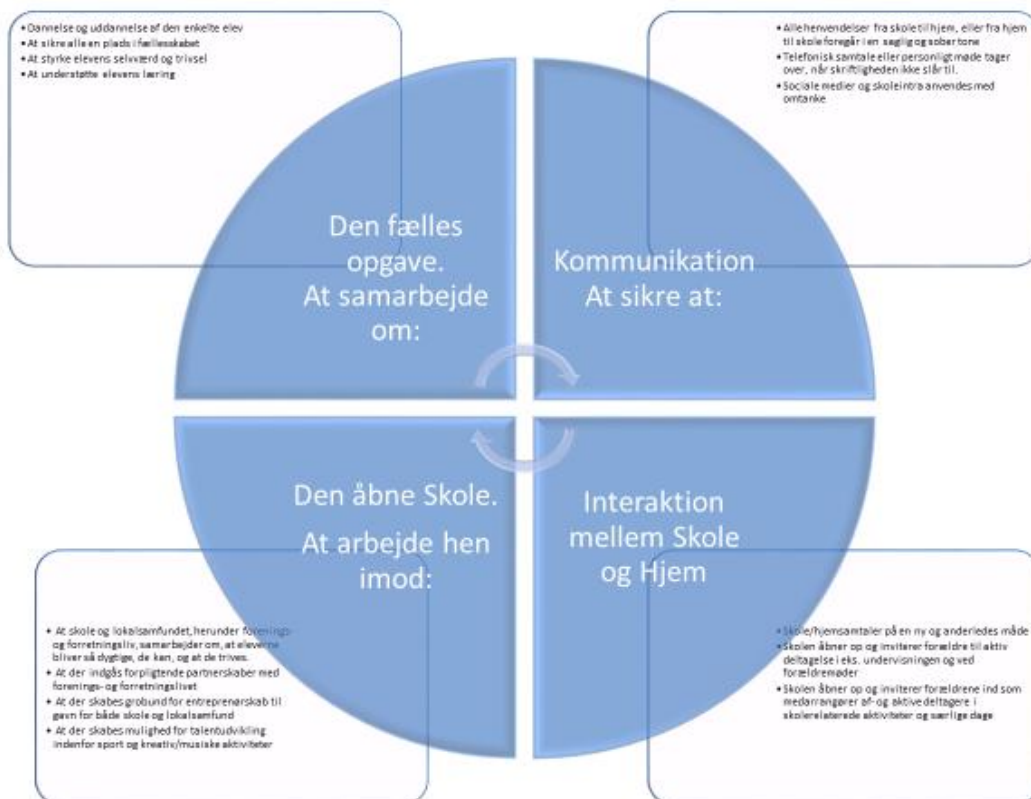 • Dannelse og uddannelse af den enkelte elev
• At sikre alle en plads i fællesskabet
• At styrke elevens selvværd og trivsel
• At understøtte elevens læring
• Alle henvendelser fra skole til hjem, eller fra hjem
til skole foregår i en saglig og sober tone
• Telefonisk samtale eller personligt møde tager
over, når skriftligheden ikke slår til.
• Sociale medier og skoleintra anvendes med
omtanke
Den fælles
opgave.
At samarbejde
om:
Kommunikation
At sikre at:
Den åbne Skole.
At arbejde hen
imod:
Interaktion
mellem Skole
og Hjem
• At skole og lokalsamfundet, herunder forenings-
og forretningsliv, samarbejder om, at eleverne
bliver så dygtige, de kan, og at de trives.
• At der indgås forpligtende partnerskaber med
forenings- og forretningslivet
• At der skabes grobund for entreprenørskab til
gavn for både skole og lokalsamfund
• At der skabes mulighed for talentudvikling
indenfor sport og kreativ/musiske aktiviteter
• Skole/hjemsamtaler på en ny og anderledes måde
• Skolen åbner op og inviterer forældre til aktiv
deltagelse i eks. undervisningen og ved
forældremøder
• Skolen åbner op og inviterer forældrene ind som
medarrangører af- og aktive deltagere i
skolerelaterede aktiviteter og særlige dage